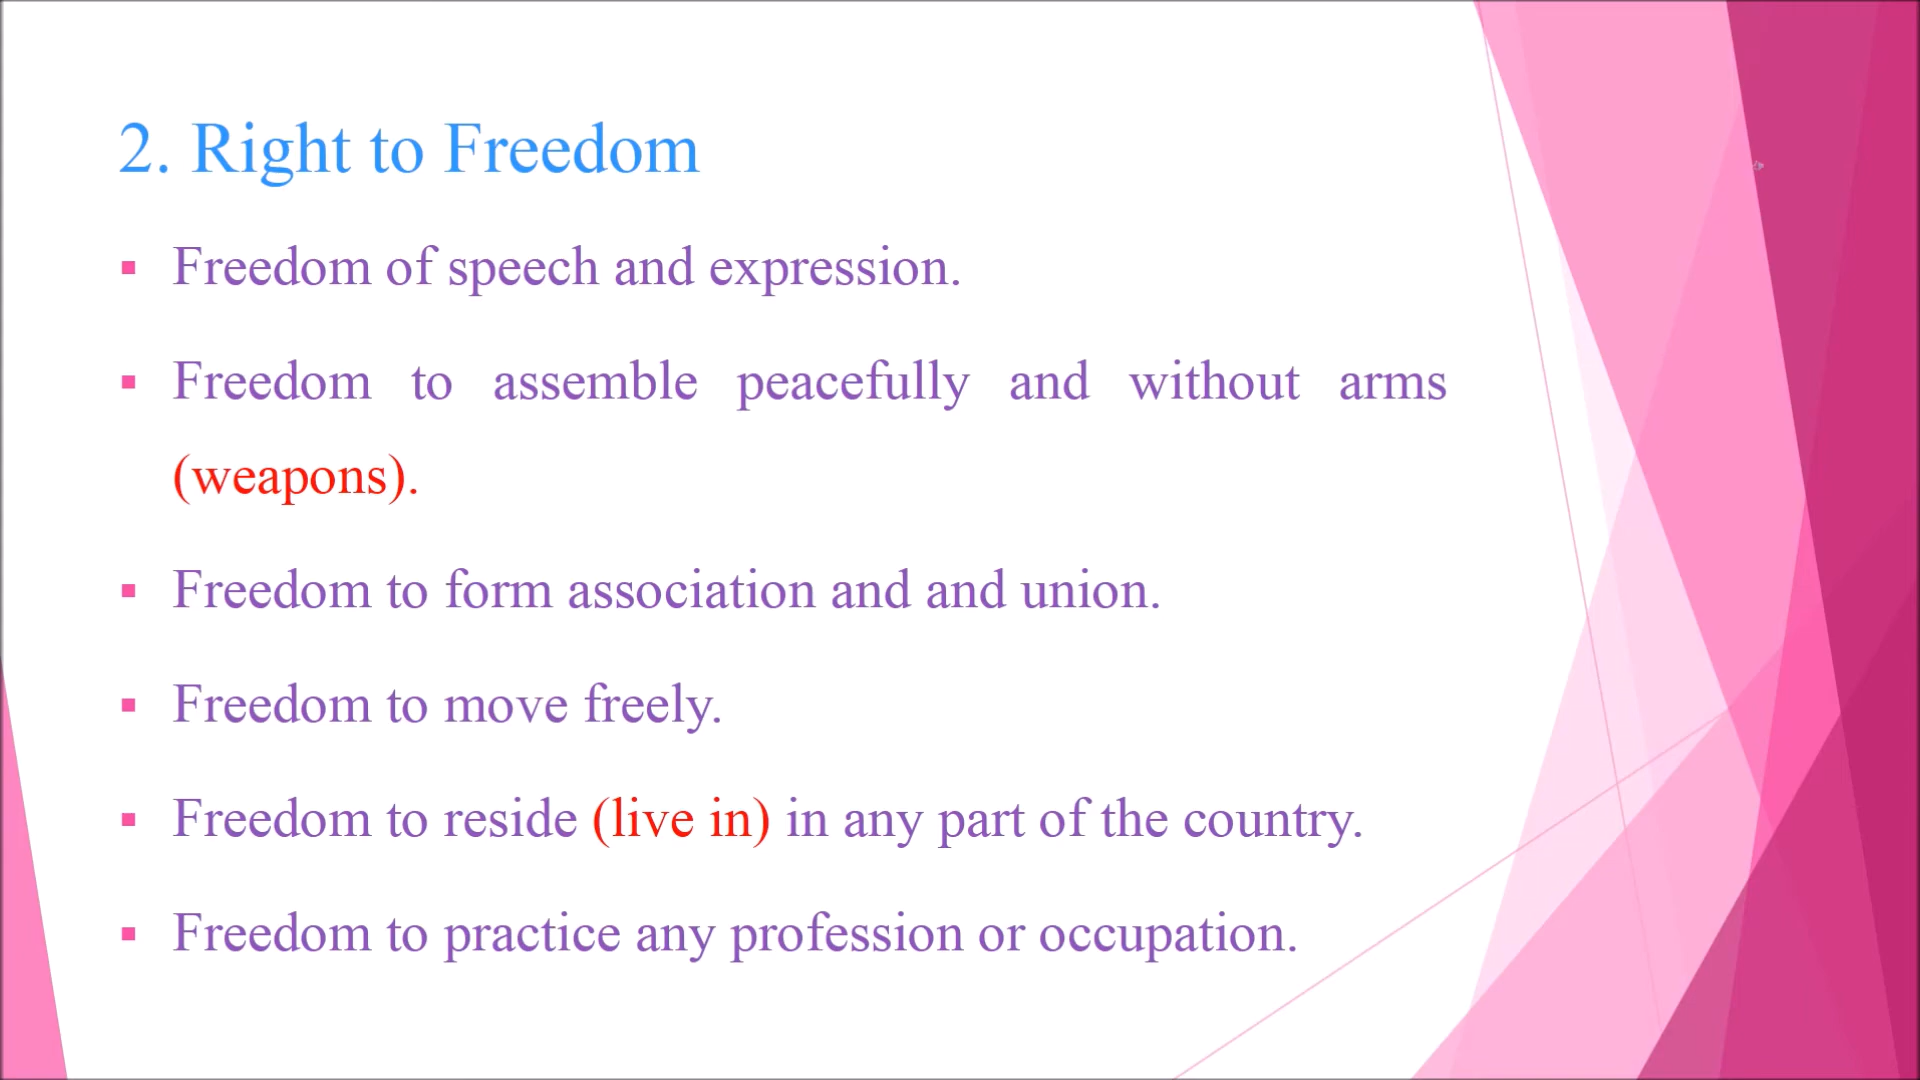 2. Right to Freedom
▪ Freedom of speech and expression.
▪ Freedom to assemble peacefully and without arms
(weapons).
▪ Freedom to form association and and union.
▪ Freedom to move freely.
▪ Freedom to reside (live in) in any part of the country.
▪ Freedom to practice any profession or occupation.